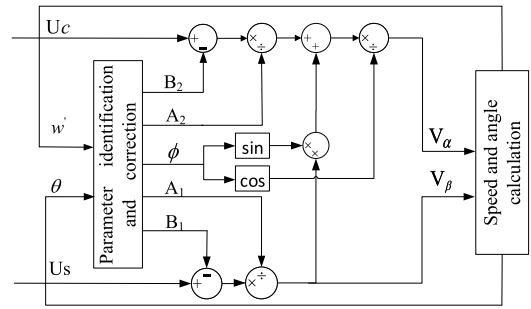 Uc
+
-
×
÷
+
+
×
÷
B2
A2
w'
ϕ
sin
×
×
cos
θ
A1
B1
Parameter identification
and correction
Vα
Vβ
Speed and angle
calculation
Us
+
-
×
÷